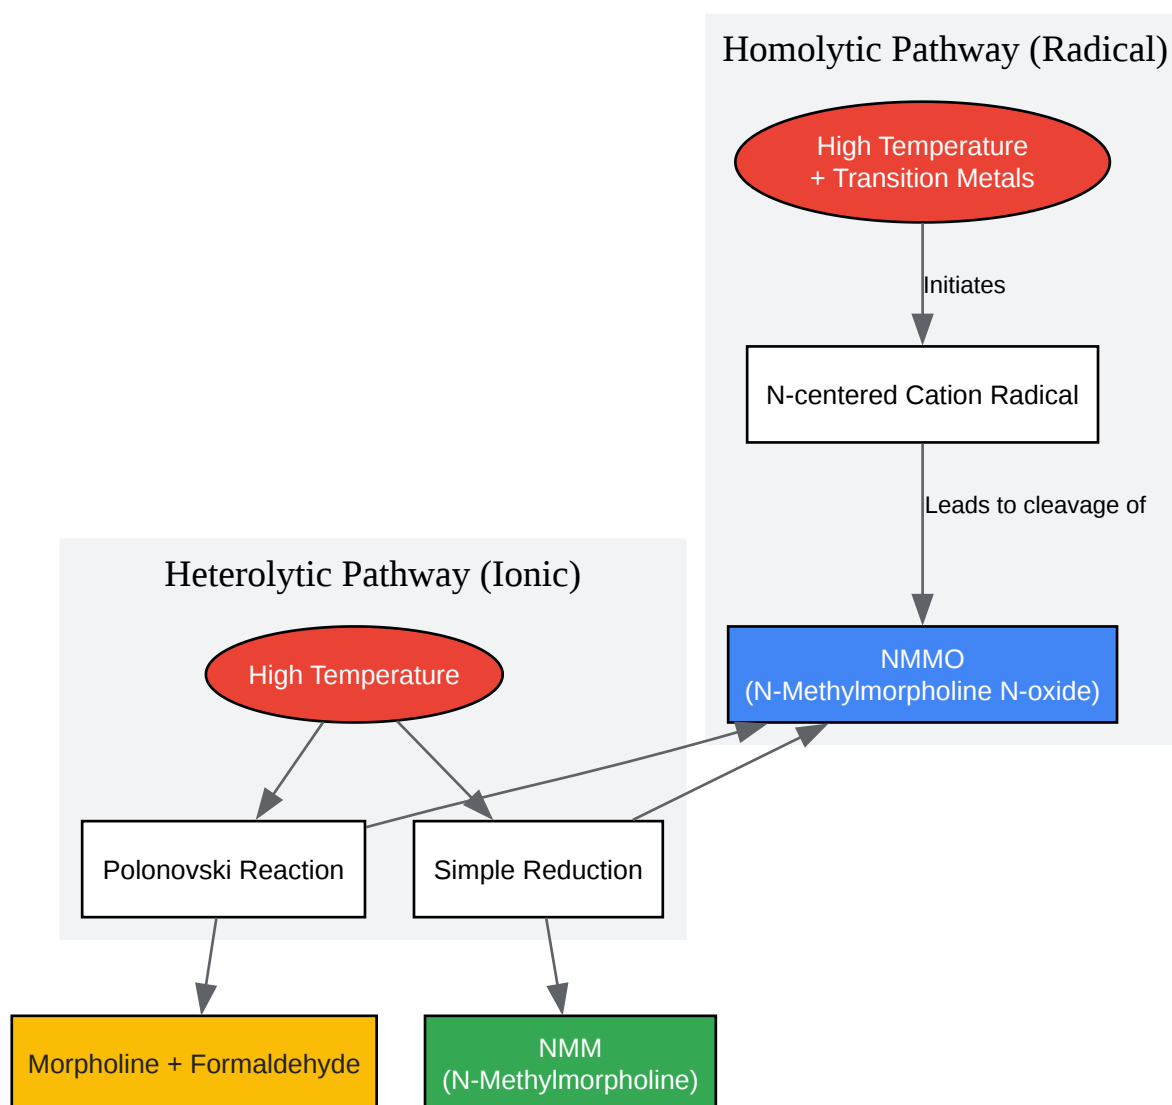 Homolytic Pathway (Radical)
High Temperature
+ Transition Metals
Initiates
N-centered Cation Radical
Leads to cleavage of
Heterolytic Pathway (Ionic)
High Temperature
NMMO
(N-Methylmorpholine N-oxide)
Polonovski Reaction
Simple Reduction
Morpholine + Formaldehyde
NMM
(N-Methylmorpholine)